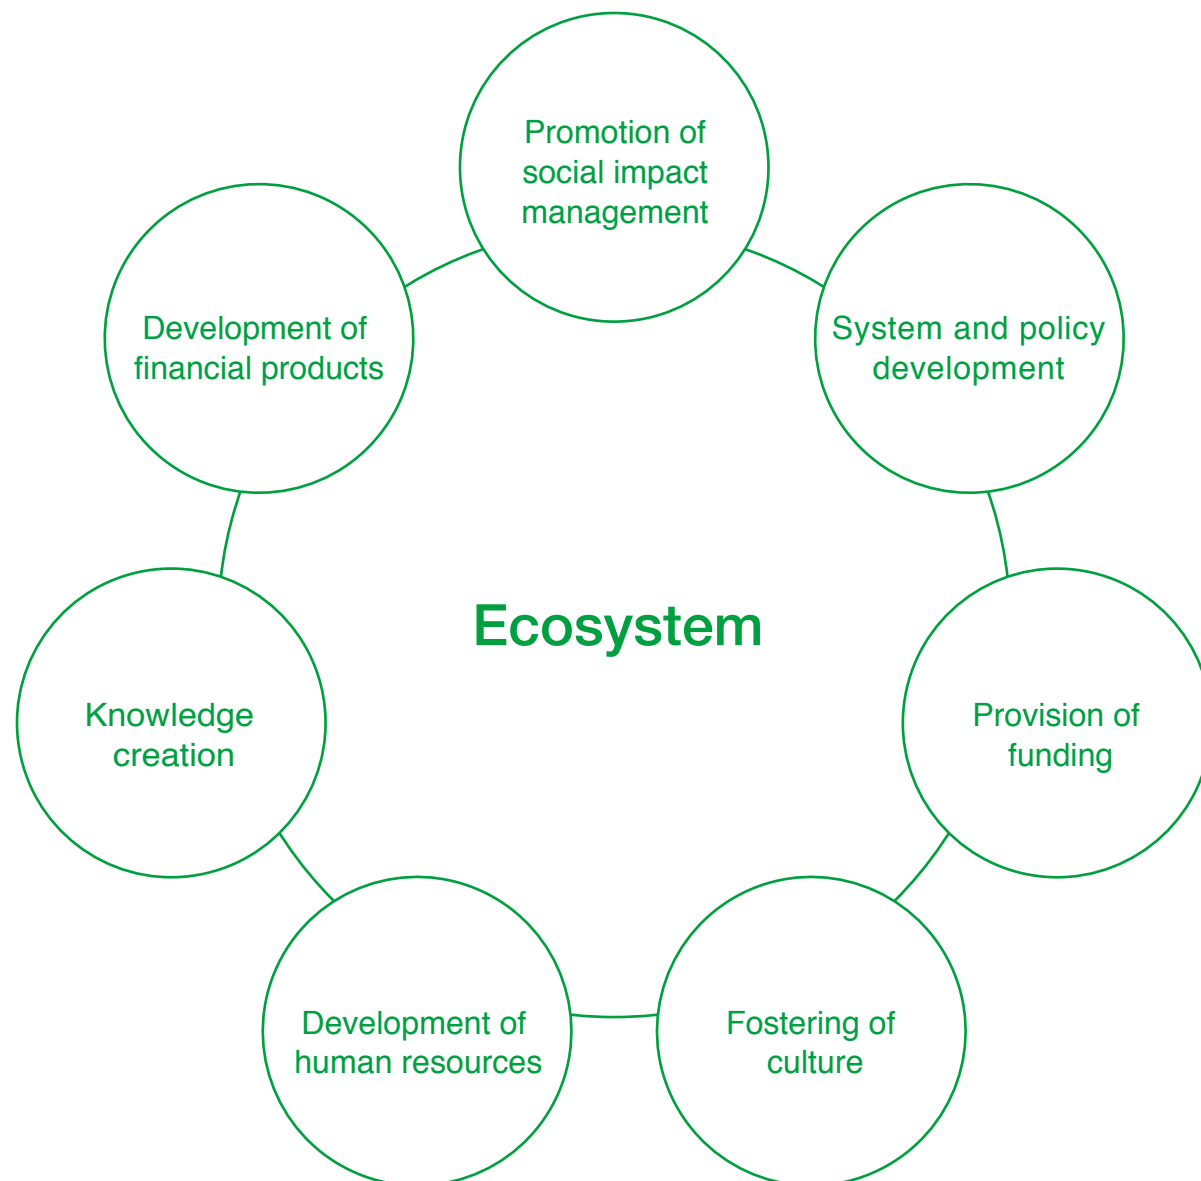 Promotion of
social impact
management
Development of
financial products
System and policy
development
Ecosystem
Knowledge
creation
Provision of
funding
Development of
human resources
Fostering of
culture